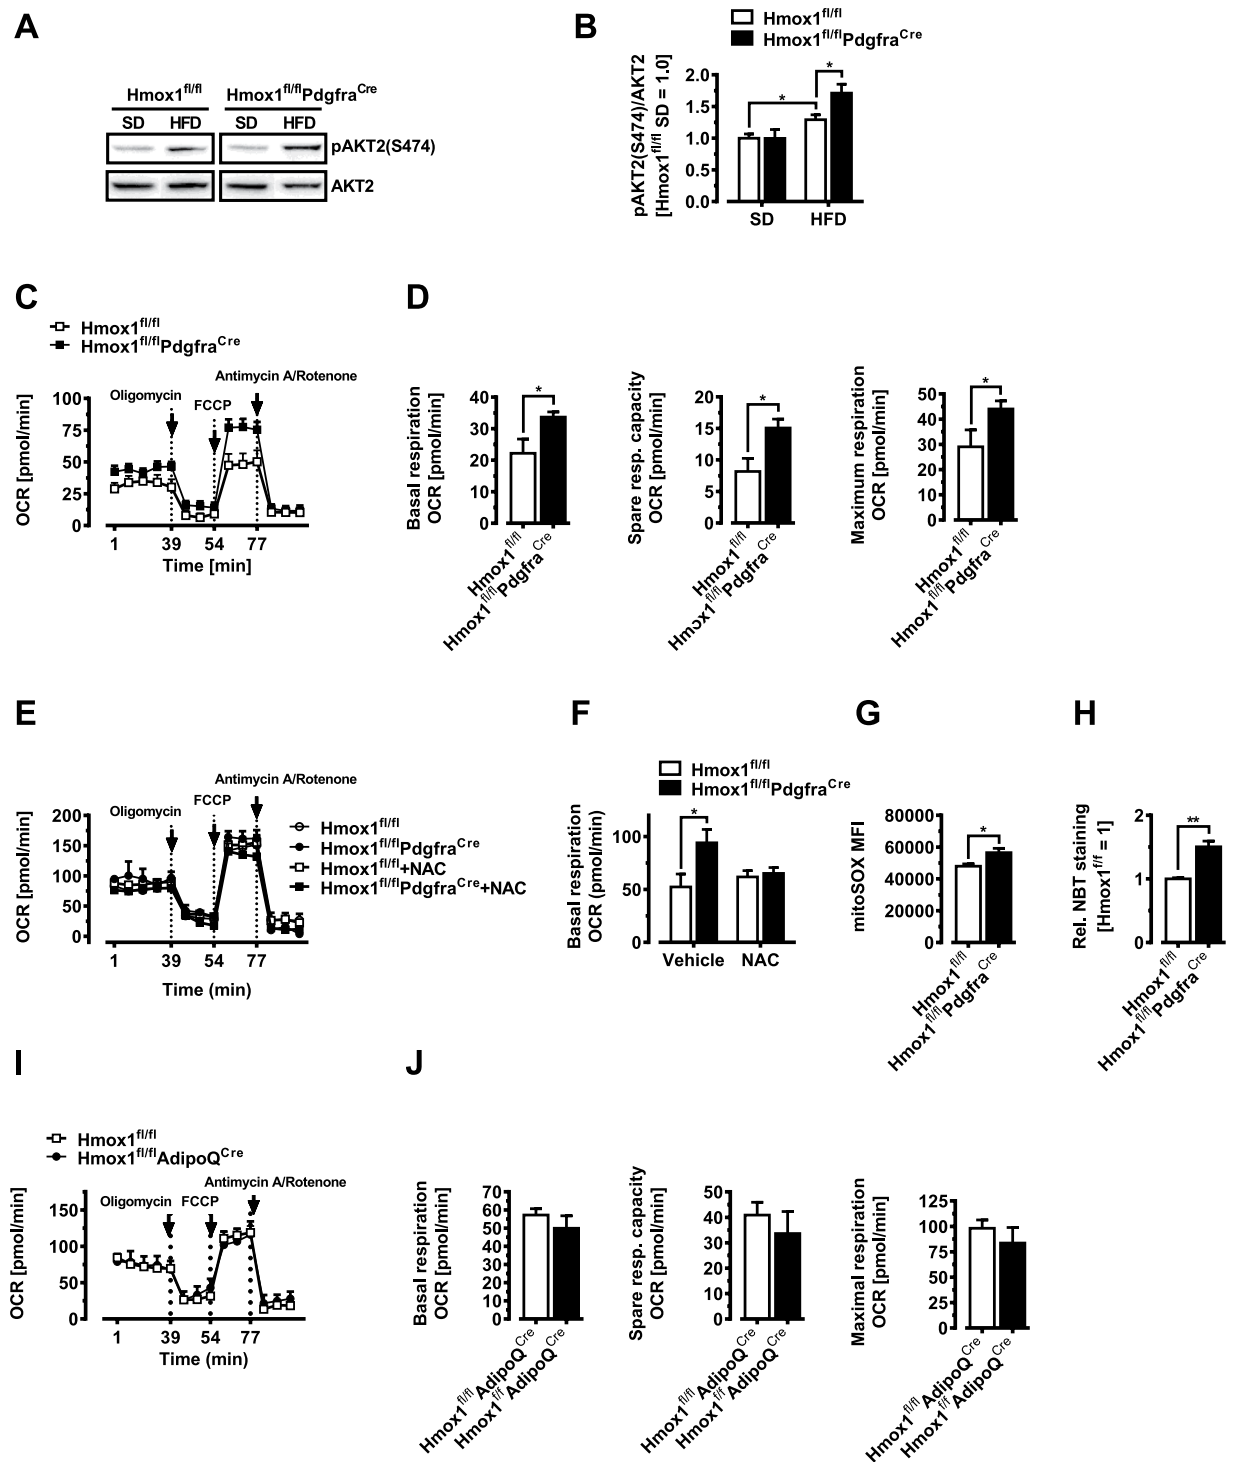 A
Hmox1fl/fl
Hmox1fl/flPdgfraCre
SD
HFD
SD
HFD
pAKT2(S474)
AKT2
B
Hmox1fl/fl
Hmox1fl/flPdgfraCre
pAKT2(S474)/AKT2
[Hmox1fl/fl SD = 1.0]
2.0
1.5
1.0
0.5
0.0
*
*
SD
HFD
C
Hmox1fl/fl
Hmox1fl/flPdgfraCre
Antimycin A/Rotenone
Oligomycin
FCCP
OCR [pmol/min]
100
75
50
25
0
1
39
54
77
Time [min]
D
Basal respiration
OCR [pmol/min]
40
30
20
10
0
*
Hmox1fl/fl
Hmox1fl/flPdgfraCre
Spare resp. capacity
OCR [pmol/min]
20
15
10
5
0
*
Hmox1fl/fl
Hmox1fl/flPdgfraCre
Maximum respiration
OCR [pmol/min]
50
40
30
20
10
0
*
Hmox1fl/fl
Hmox1fl/flPdgfraCre
E
Antimycin A/Rotenone
Oligomycin
FCCP
OCR [pmol/min]
200
150
100
50
0
1
39
54
77
Time (min)
Hmox1fl/fl
Hmox1fl/flPdgfraCre
Hmox1fl/fl+NAC
Hmox1fl/flPdgfraCre+NAC
F
Hmox1fl/fl
Hmox1fl/flPdgfraCre
Basal respiration
OCR (pmol/min)
100
50
0
*
Vehicle
NAC
G
mitoSOX MFI
80000
60000
40000
20000
0
*
Hmox1fl/fl
Hmox1fl/flPdgfraCre
H
Rel. NBT staining
[Hmox1f/f = 1]
2
1
0
**
Hmox1fl/fl
Hmox1fl/flPdgfraCre
I
Hmox1fl/fl
Hmox1fl/flAdipoQCre
Antimycin A/Rotenone
Oligomycin
FCCP
OCR [pmol/min]
150
100
50
0
1
39
54
77
Time (min)
J
Basal respiration
OCR [pmol/min]
70
60
50
40
30
20
10
0
Hmox1fl/flAdipoQCre
Hmox1f/fAdipoQCre
Spare resp. capacity
OCR [pmol/min]
50
40
30
20
10
0
Hmox1fl/flAdipoQCre
Hmox1f/fAdipoQCre
Maximal respiration
OCR [pmol/min]
125
100
75
50
25
0
Hmox1fl/flAdipoQCre
Hmox1f/fAdipoQCre